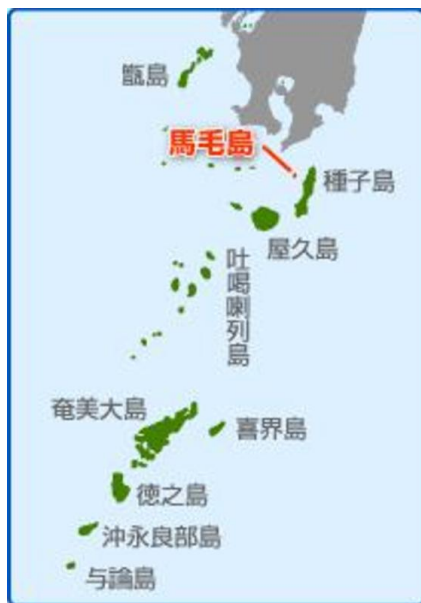 甑島
馬毛島
種子島
屋久島
吐噶喇列島
奄美大島
喜界島
徳之島
沖永良部島
与論島